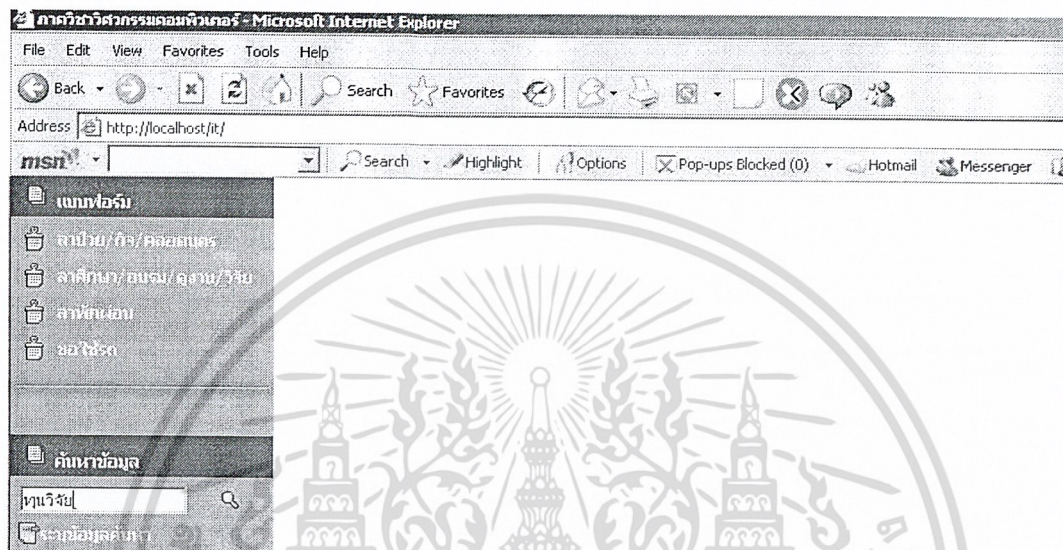 ภาควิชาวิศวกรรมคอมพิวเตอร์ - Microsoft Internet Explorer
File Edit View Favorites Tools Help
Back Search Favorites
Address http://localhost/it/
msn Search Highlight Options Pop-ups Blocked (0) Hotmail Messenger
แบบฟอร์ม
ลาป่วย/กิจ/คลอดบุตร
ลาศึกษา/อบรม/ดูงาน/วิจัย
ลาพักผ่อน
ขอใช้รถ
ค้นหาข้อมูล
ทุนวิจัย
ระบุข้อมูลค้นหา